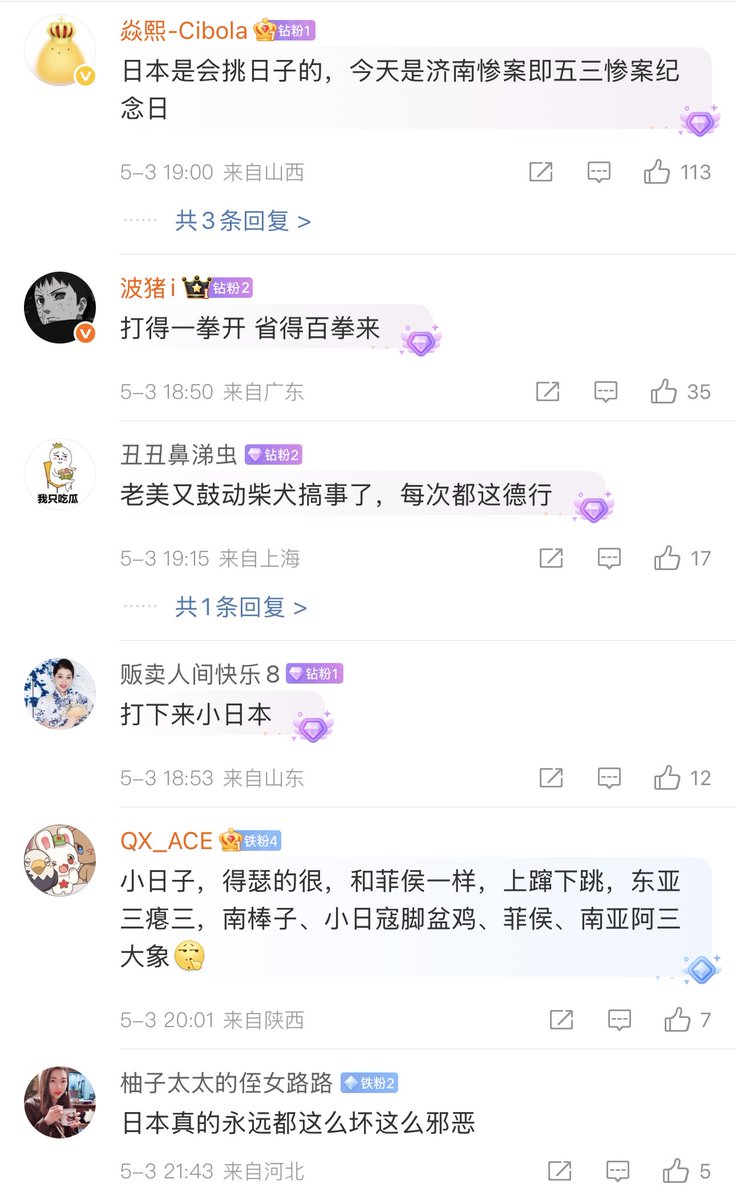 焱熙-Cibola 钻粉1
日本是会挑日子的，今天是济南惨案即五三惨案纪
念日
5-3 19:00 来自山西 113
共3条回复 >
波猪i 钻粉2
打得一拳开 省得百拳来
5-3 18:50 来自广东 35
丑丑鼻涕虫 钻粉2
我只吃瓜
老美又鼓动柴犬搞事了，每次都这德行
5-3 19:15 来自上海 17
共1条回复 >
贩卖人间快乐8 钻粉1
打下来小日本
5-3 18:53 来自山东 12
QX_ACE 铁粉4
小日子，得瑟的很，和菲侯一样，上蹿下跳，东亚
三瘪三，南棒子、小日寇脚盆鸡、菲侯、南亚阿三
大象
5-3 20:01 来自陕西 7
柚子太太的侄女路路 铁粉2
日本真的永远都这么坏这么邪恶
5-3 21:43 来自河北 5